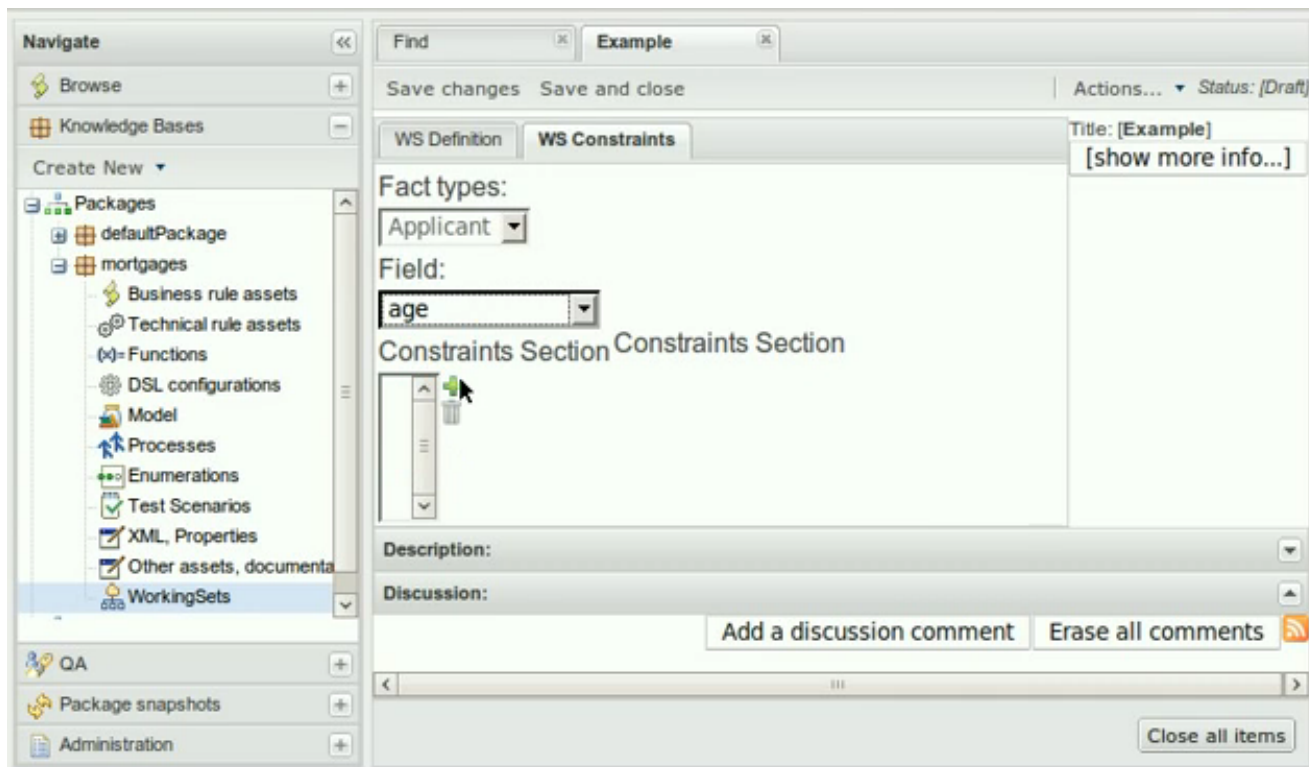 Navigate
Browse
Knowledge Bases
Create New
Packages
defaultPackage
mortgages
Business rule assets
Technical rule assets
(x)= Functions
DSL configurations
Model
Processes
Enumerations
Test Scenarios
XML, Properties
Other assets, documenta
WorkingSets
QA
Package snapshots
Administration
Find Example
Save changes Save and close Actions... Status: [Draft]
WS Definition WS Constraints
Title: [Example]
[show more info...]
Fact types:
Applicant
Field:
age
Constraints Section Constraints Section
Description:
Discussion:
Add a discussion comment Erase all comments
Close all items